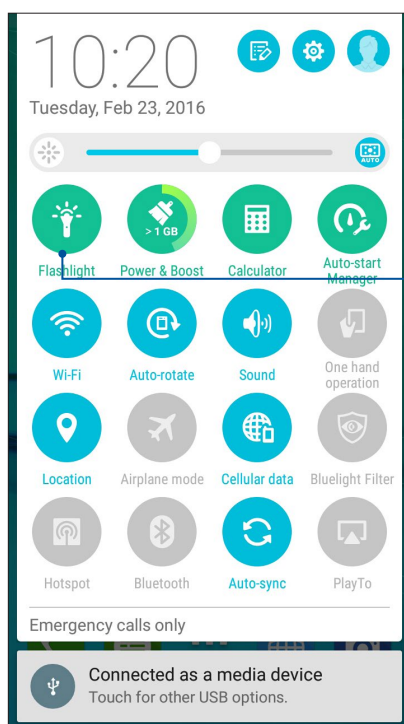 10:20
Tuesday, Feb 23, 2016
AUTO
> 1 GB
Flashlight
Power & Boost
Calculator
Auto-start
Manager
Wi-Fi
Auto-rotate
Sound
One hand
operation
Location
Airplane mode
Cellular data
Bluelight Filter
Hotspot
Bluetooth
Auto-sync
PlayTo
Emergency calls only
Connected as a media device
Touch for other USB options.